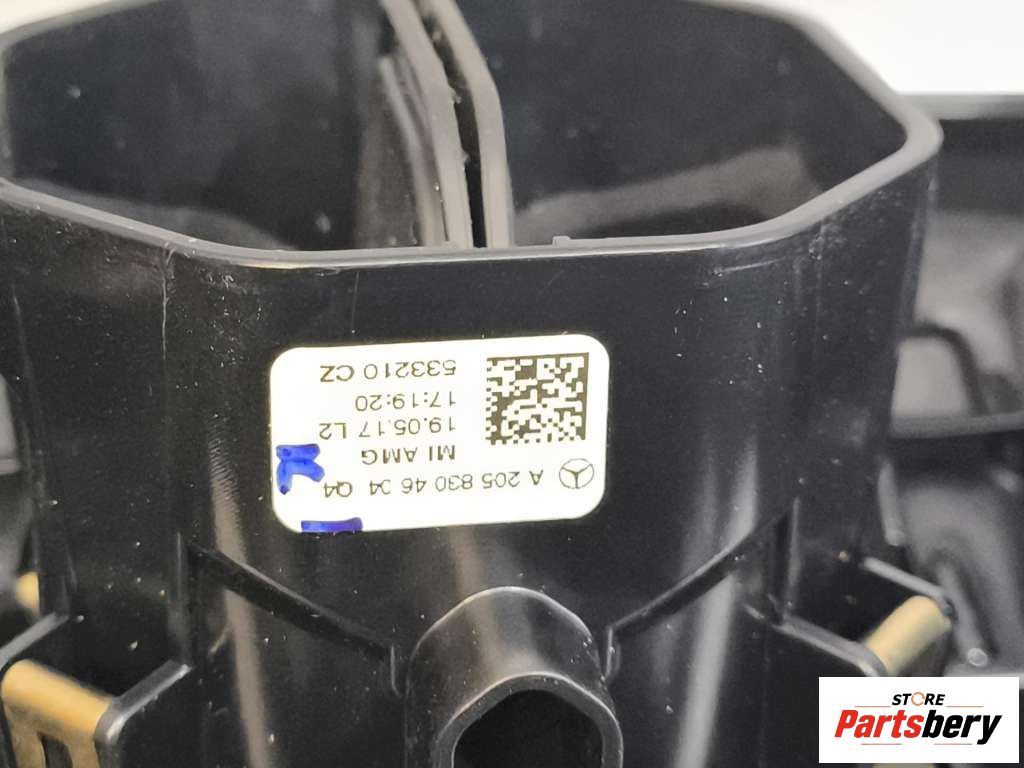 A 205 830 46 04 Q4
MI AMG
19.05.17 L2
17:19:20
533210 CZ
STORE
Partsbery